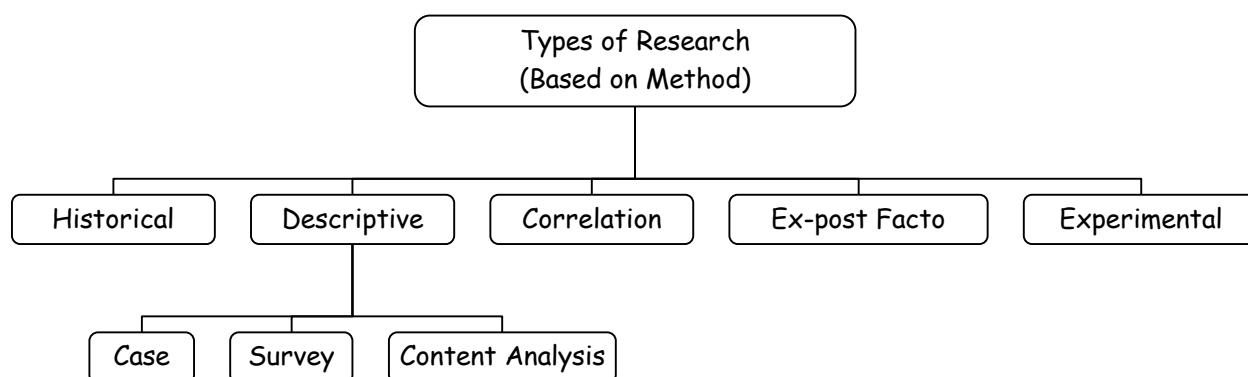 Types of Research
(Based on Method)
Historical
Descriptive
Correlation
Ex-post Facto
Experimental
Case
Survey
Content Analysis